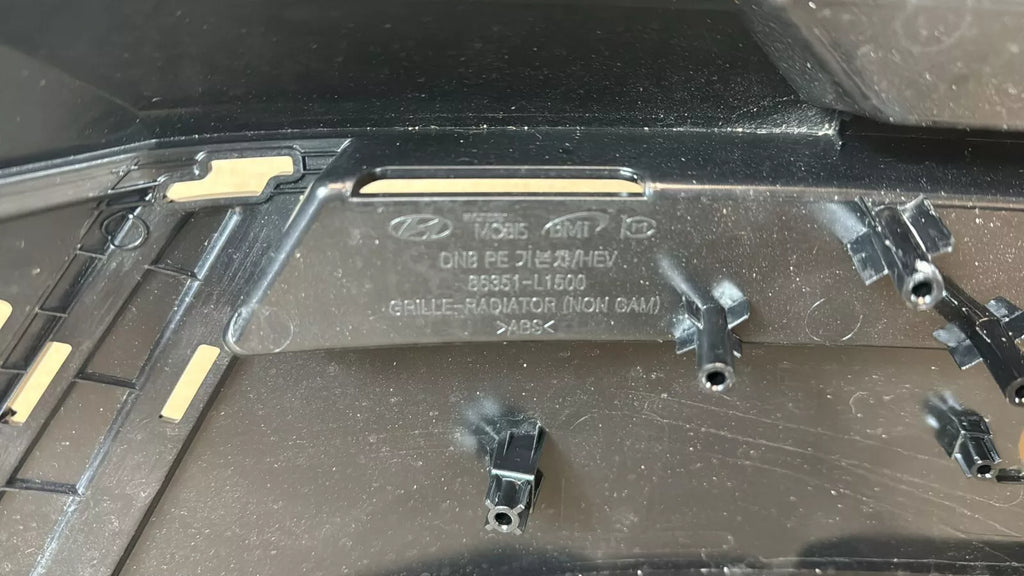 MOBIS
DN8 PE 기본차/HEV
86351-L1500
GRILLE-RADIATOR (NON CAM)
>ABS<